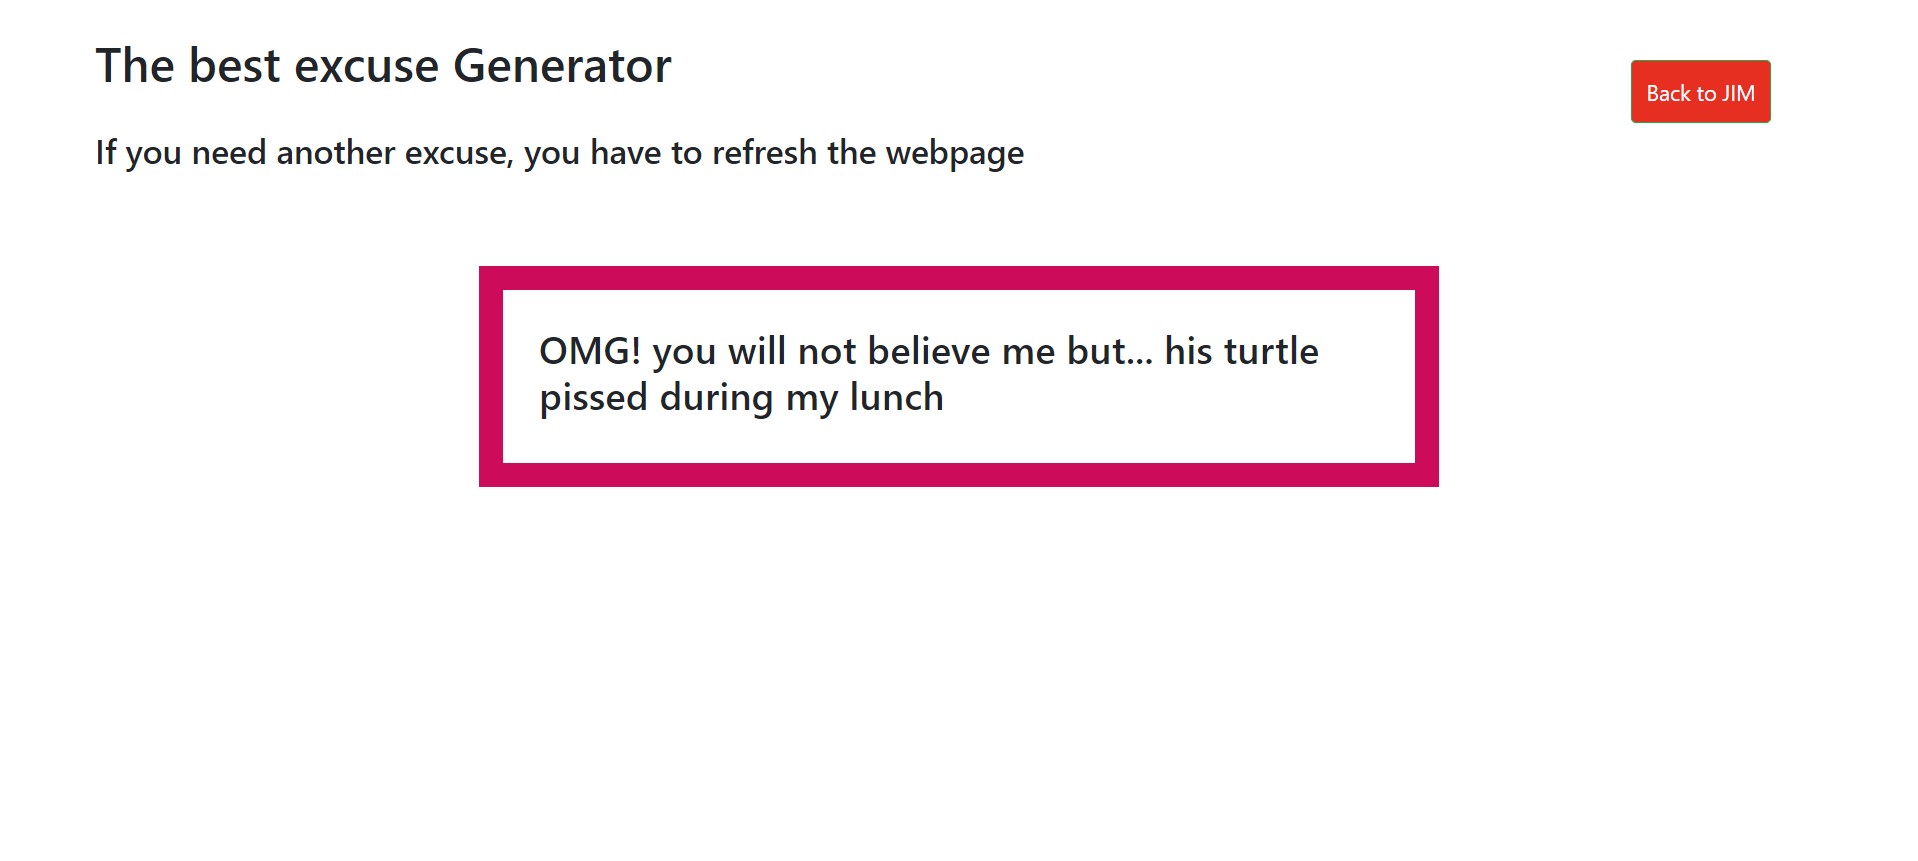 The best excuse Generator
Back to JIM
If you need another excuse, you have to refresh the webpage
OMG! you will not believe me but... his turtle
pissed during my lunch